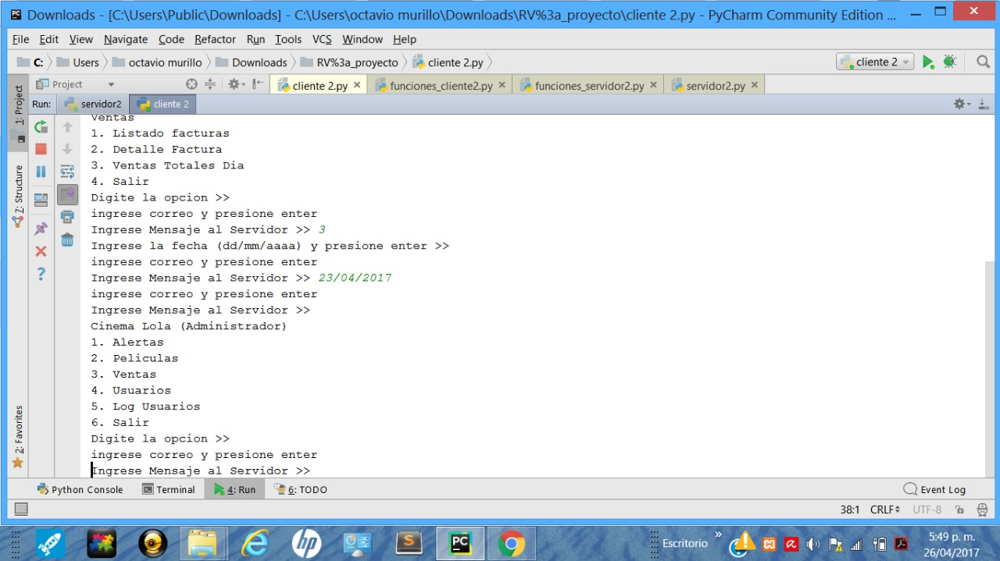 Downloads - [C:\Users\Public\Downloads] - C:\Users\octavio murillo\Downloads\RV%3a_proyecto\cliente 2.py - PyCharm Community Edition ...
File Edit View Navigate Code Refactor Run Tools VCS Window Help
C: Users octavio murillo Downloads RV%3a_proyecto cliente 2.py cliente 2
Project cliente 2.py funciones_cliente2.py funciones_servidor2.py servidor2.py
Run: servidor2 cliente 2
1: Project
7: Structure
2: Favorites
Ventas
1. Listado facturas
2. Detalle Factura
3. Ventas Totales Dia
4. Salir
Digite la opcion >>
ingrese correo y presione enter
Ingrese Mensaje al Servidor >> 3
Ingrese la fecha (dd/mm/aaaa) y presione enter >>
ingrese correo y presione enter
Ingrese Mensaje al Servidor >> 23/04/2017
ingrese correo y presione enter
Ingrese Mensaje al Servidor >>
Cinema Lola (Administrador)
1. Alertas
2. Peliculas
3. Ventas
4. Usuarios
5. Log Usuarios
6. Salir
Digite la opcion >>
ingrese correo y presione enter
Ingrese Mensaje al Servidor >>
Python Console Terminal 4: Run 6: TODO Event Log
38:1 CRLF UTF-8
Escritorio » 5:49 p. m.
26/04/2017